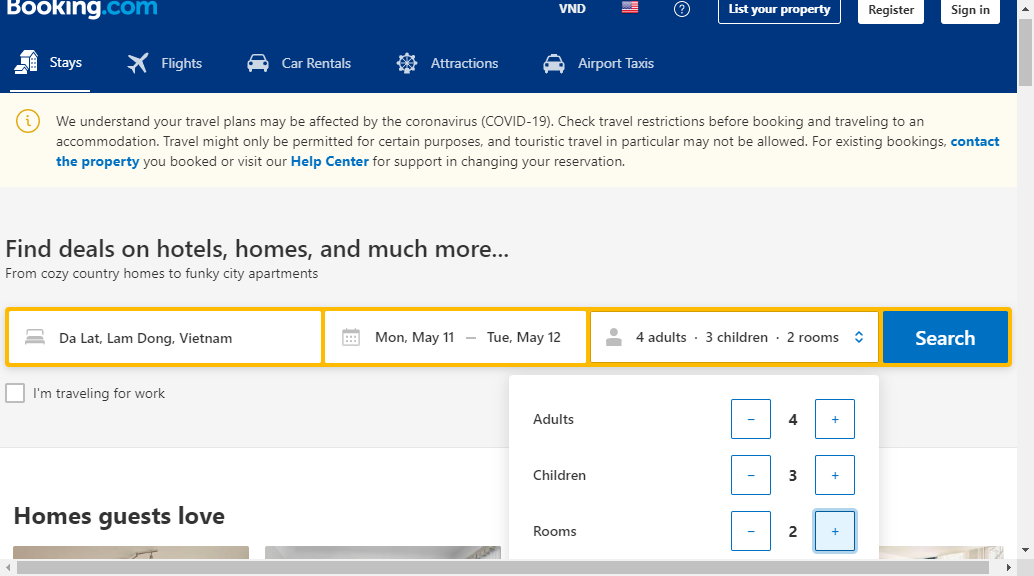 Booking.com
VND
?
List your property
Register
Sign in
Stays
Flights
Car Rentals
Attractions
Airport Taxis
We understand your travel plans may be affected by the coronavirus (COVID-19). Check travel restrictions before booking and traveling to an
accommodation. Travel might only be permitted for certain purposes, and touristic travel in particular may not be allowed. For existing bookings, contact
the property you booked or visit our Help Center for support in changing your reservation.
Find deals on hotels, homes, and much more...
From cozy country homes to funky city apartments
Da Lat, Lam Dong, Vietnam
Mon, May 11 — Tue, May 12
4 adults · 3 children · 2 rooms
Search
I'm traveling for work
Adults − 4 +
Children − 3 +
Rooms − 2 +
Homes guests love